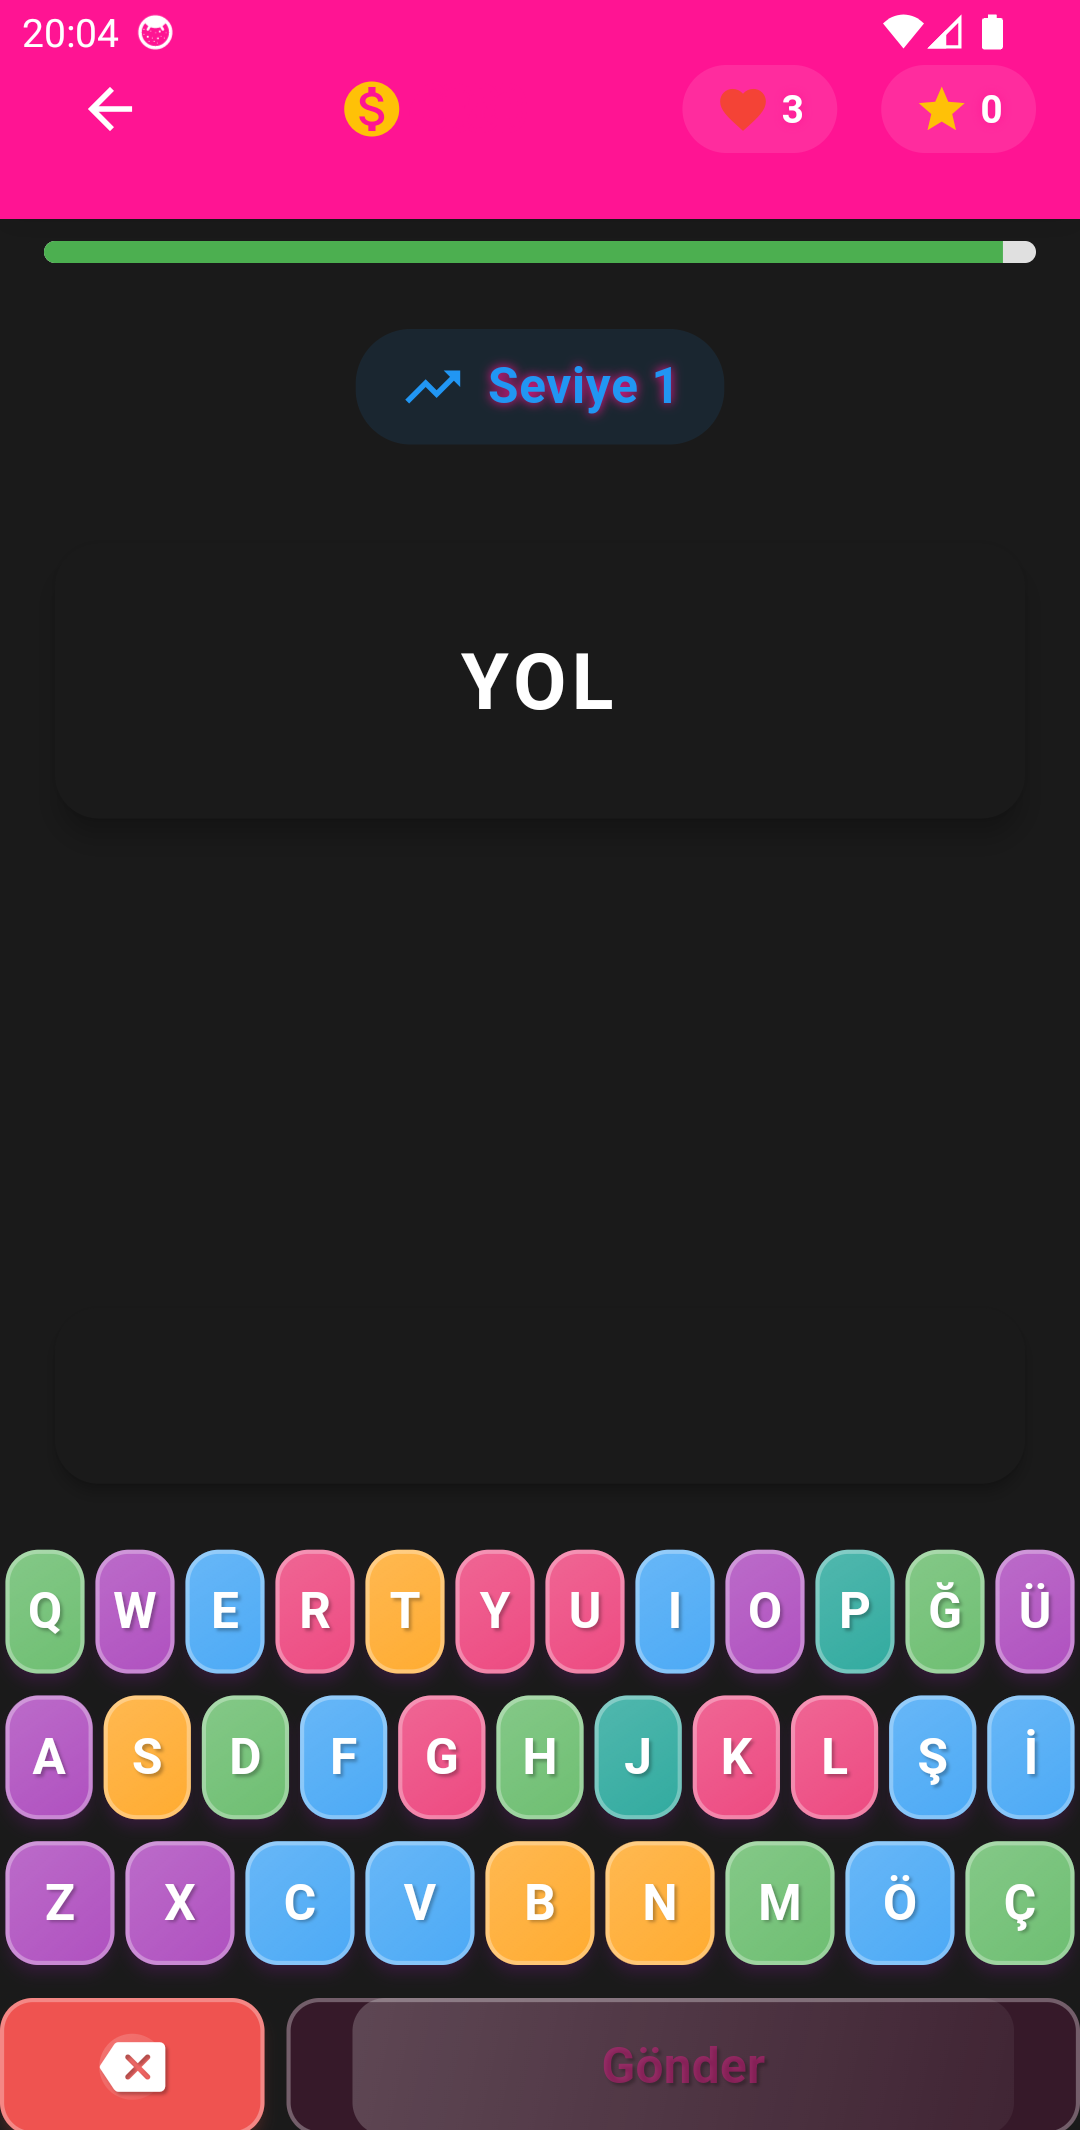 20:04
3
0
Seviye 1
YOL
Q W E R T Y U I O P Ğ Ü
A S D F G H J K L Ş İ
Z X C V B N M Ö Ç
Gönder